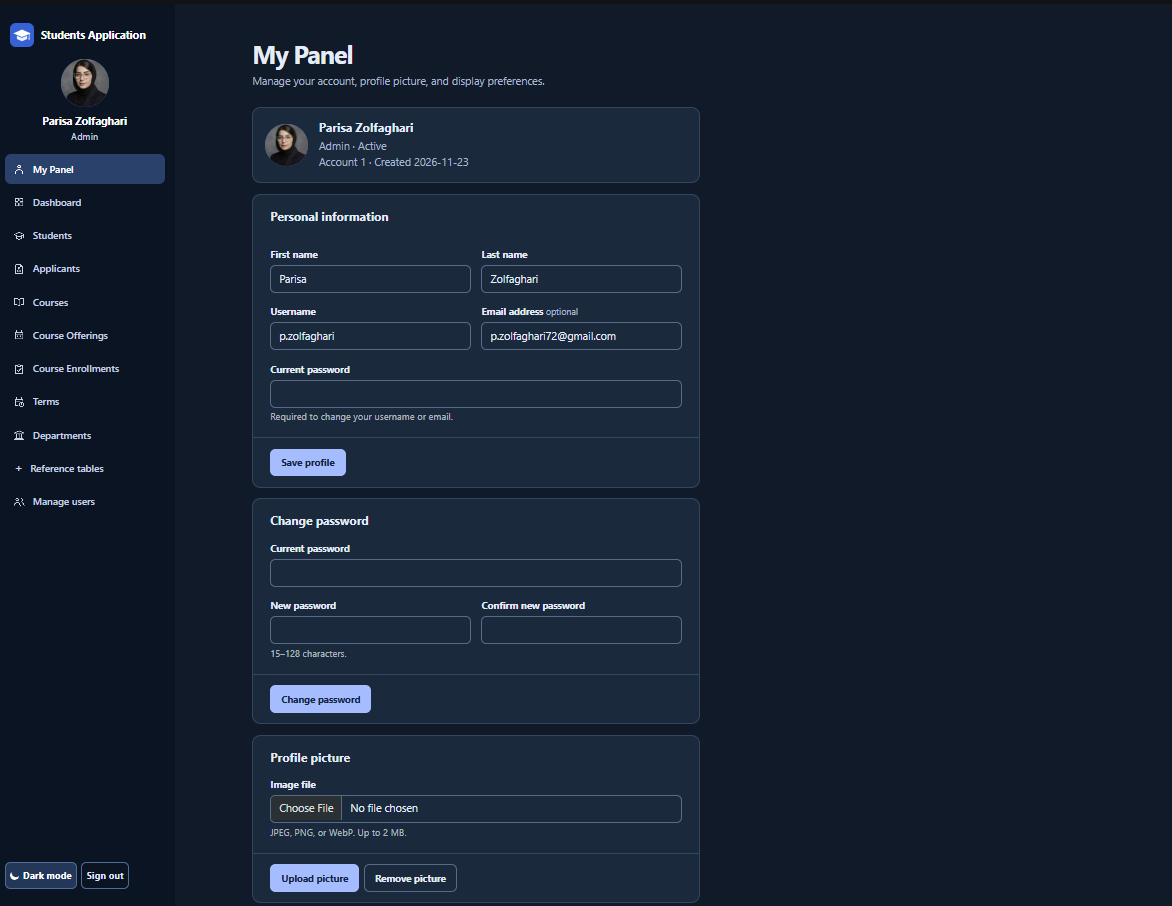 Students Application
Parisa Zolfaghari
Admin
My Panel
Dashboard
Students
Applicants
Courses
Course Offerings
Course Enrollments
Terms
Departments
+ Reference tables
Manage users
Dark mode
Sign out
My Panel
Manage your account, profile picture, and display preferences.
Parisa Zolfaghari
Admin · Active
Account 1 · Created 2026-11-23
Personal information
First name
Last name
Parisa
Zolfaghari
Username
Email address optional
p.zolfaghari
p.zolfaghari72@gmail.com
Current password
Required to change your username or email.
Save profile
Change password
Current password
New password
Confirm new password
15–128 characters.
Change password
Profile picture
Image file
Choose File No file chosen
JPEG, PNG, or WebP. Up to 2 MB.
Upload picture
Remove picture